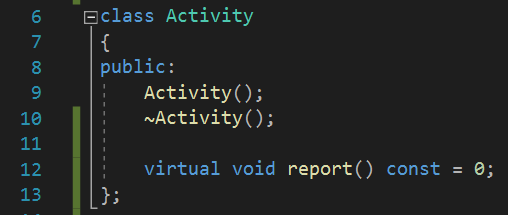 6 class Activity
7 {
8 public:
9     Activity();
10     ~Activity();
11
12     virtual void report() const = 0;
13 };